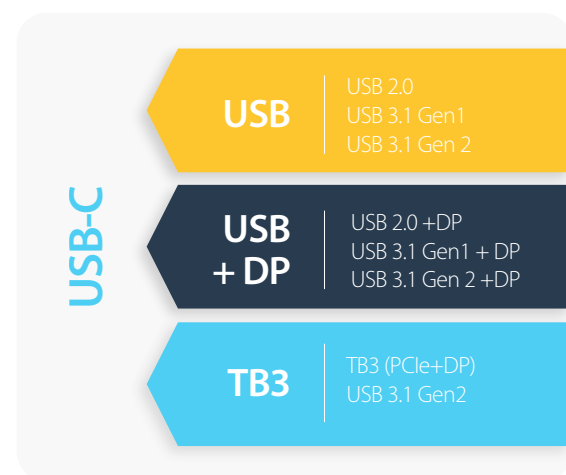 USB-C
USB
USB 2.0
USB 3.1 Gen1
USB 3.1 Gen 2
USB
+ DP
USB 2.0 +DP
USB 3.1 Gen1 + DP
USB 3.1 Gen 2 +DP
TB3
TB3 (PCIe+DP)
USB 3.1 Gen2